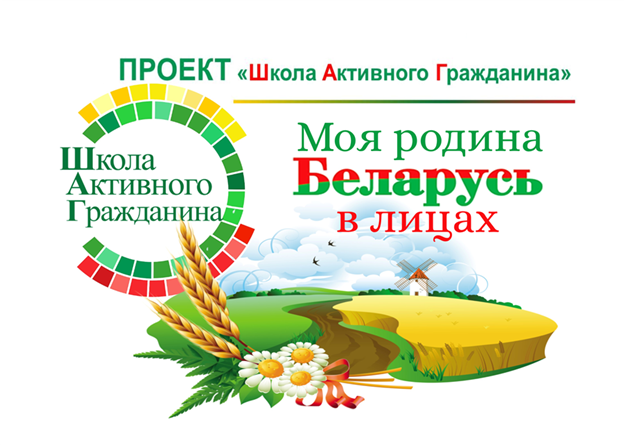 ПРОЕКТ «Школа Активного Гражданина»
Школа
Активного
Гражданина
Моя родина
Беларусь
в лицах